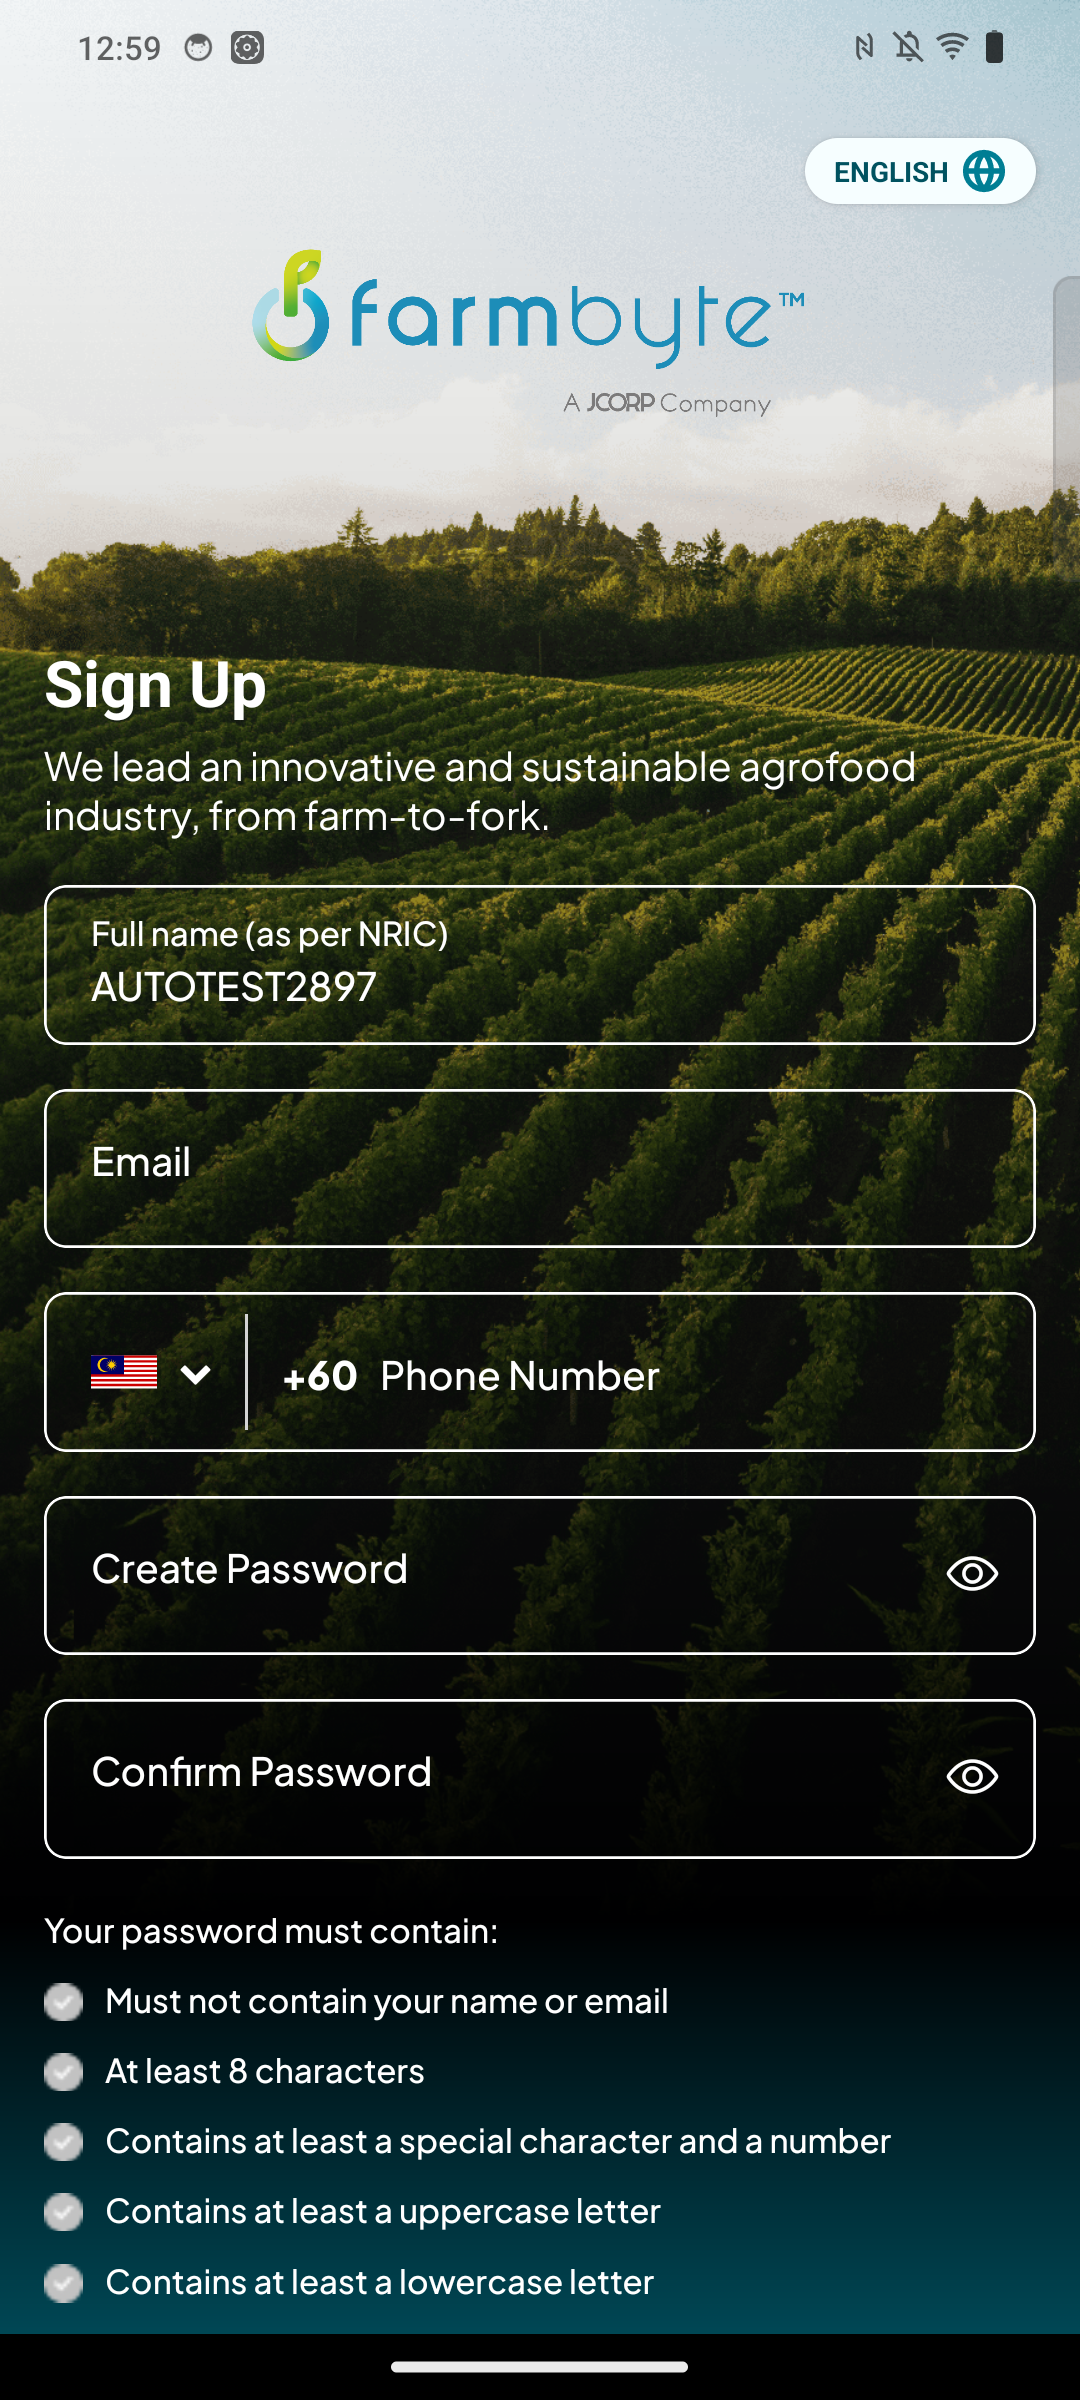 12:59
ENGLISH
farmbyte™
A JCORP Company
Sign Up
We lead an innovative and sustainable agrofood
industry, from farm-to-fork.
Full name (as per NRIC)
AUTOTEST2897
Email
+60 Phone Number
Create Password
Confirm Password
Your password must contain:
Must not contain your name or email
At least 8 characters
Contains at least a special character and a number
Contains at least a uppercase letter
Contains at least a lowercase letter